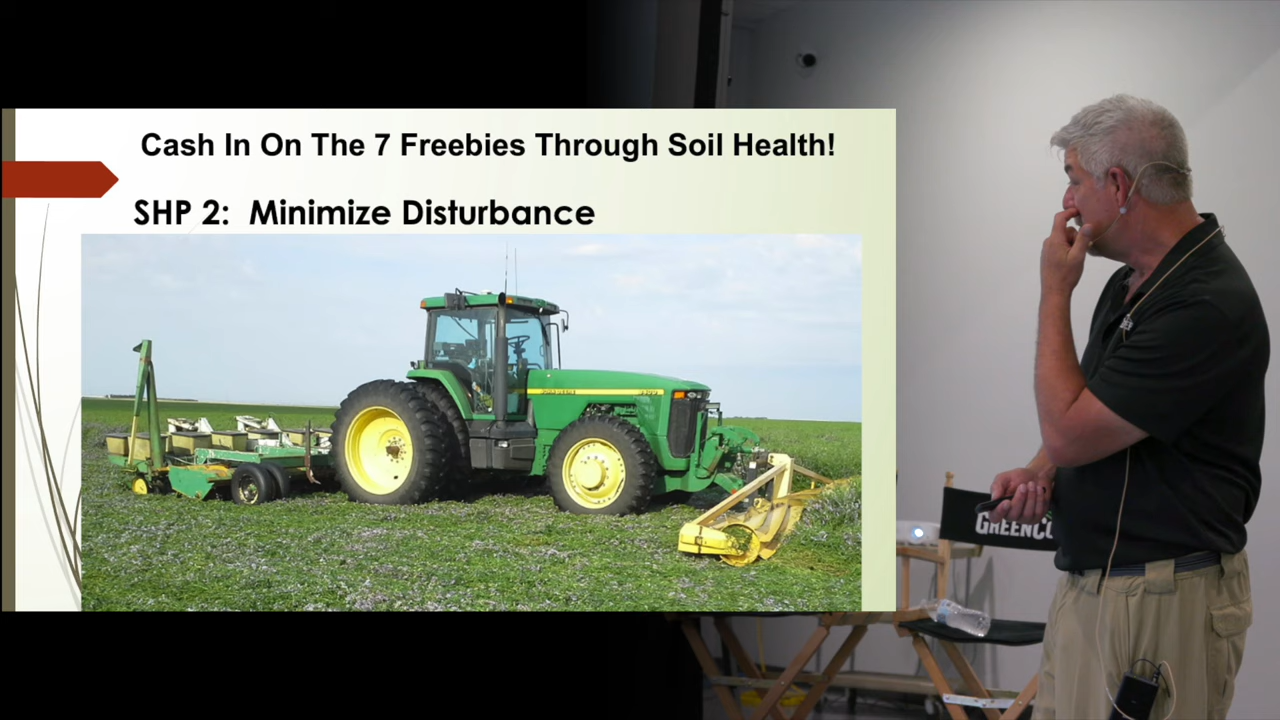 Cash In On The 7 Freebies Through Soil Health!
SHP 2: Minimize Disturbance